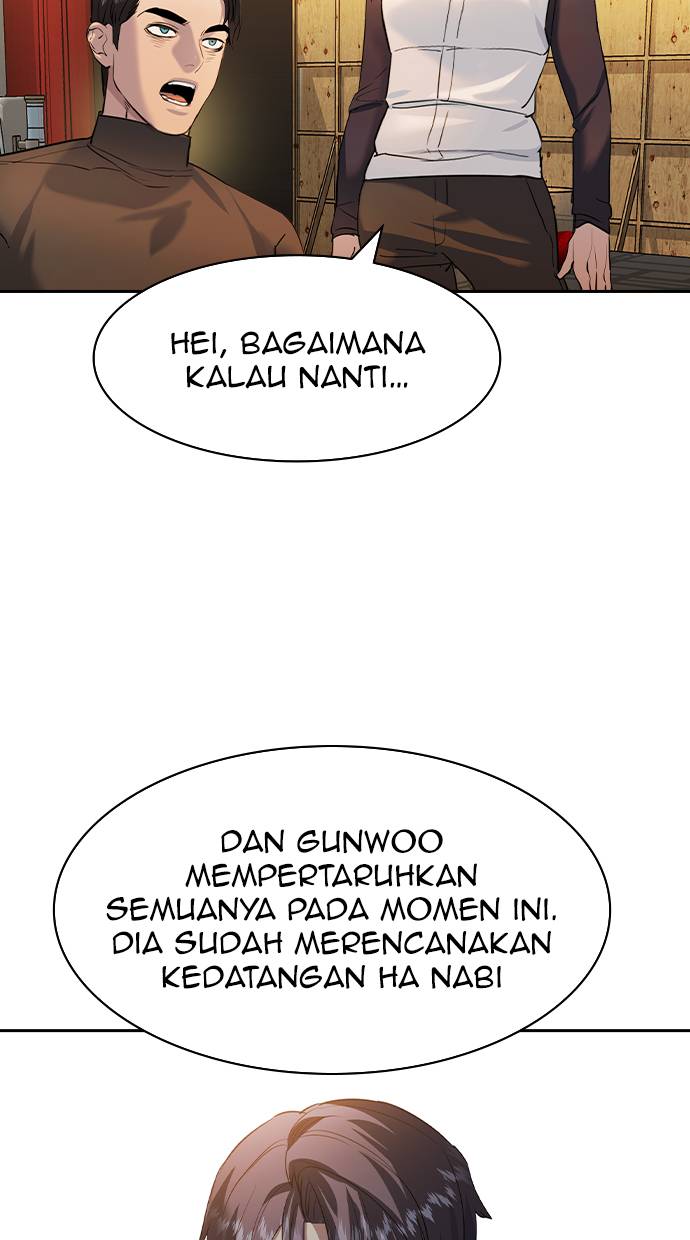 HEI, BAGAIMANA
KALAU NANTI...
DAN GUNWOO
MEMPERTARUHKAN
SEMUANYA PADA MOMEN INI.
DIA SUDAH MERENCANAKAN
KEDATANGAN HA NABI